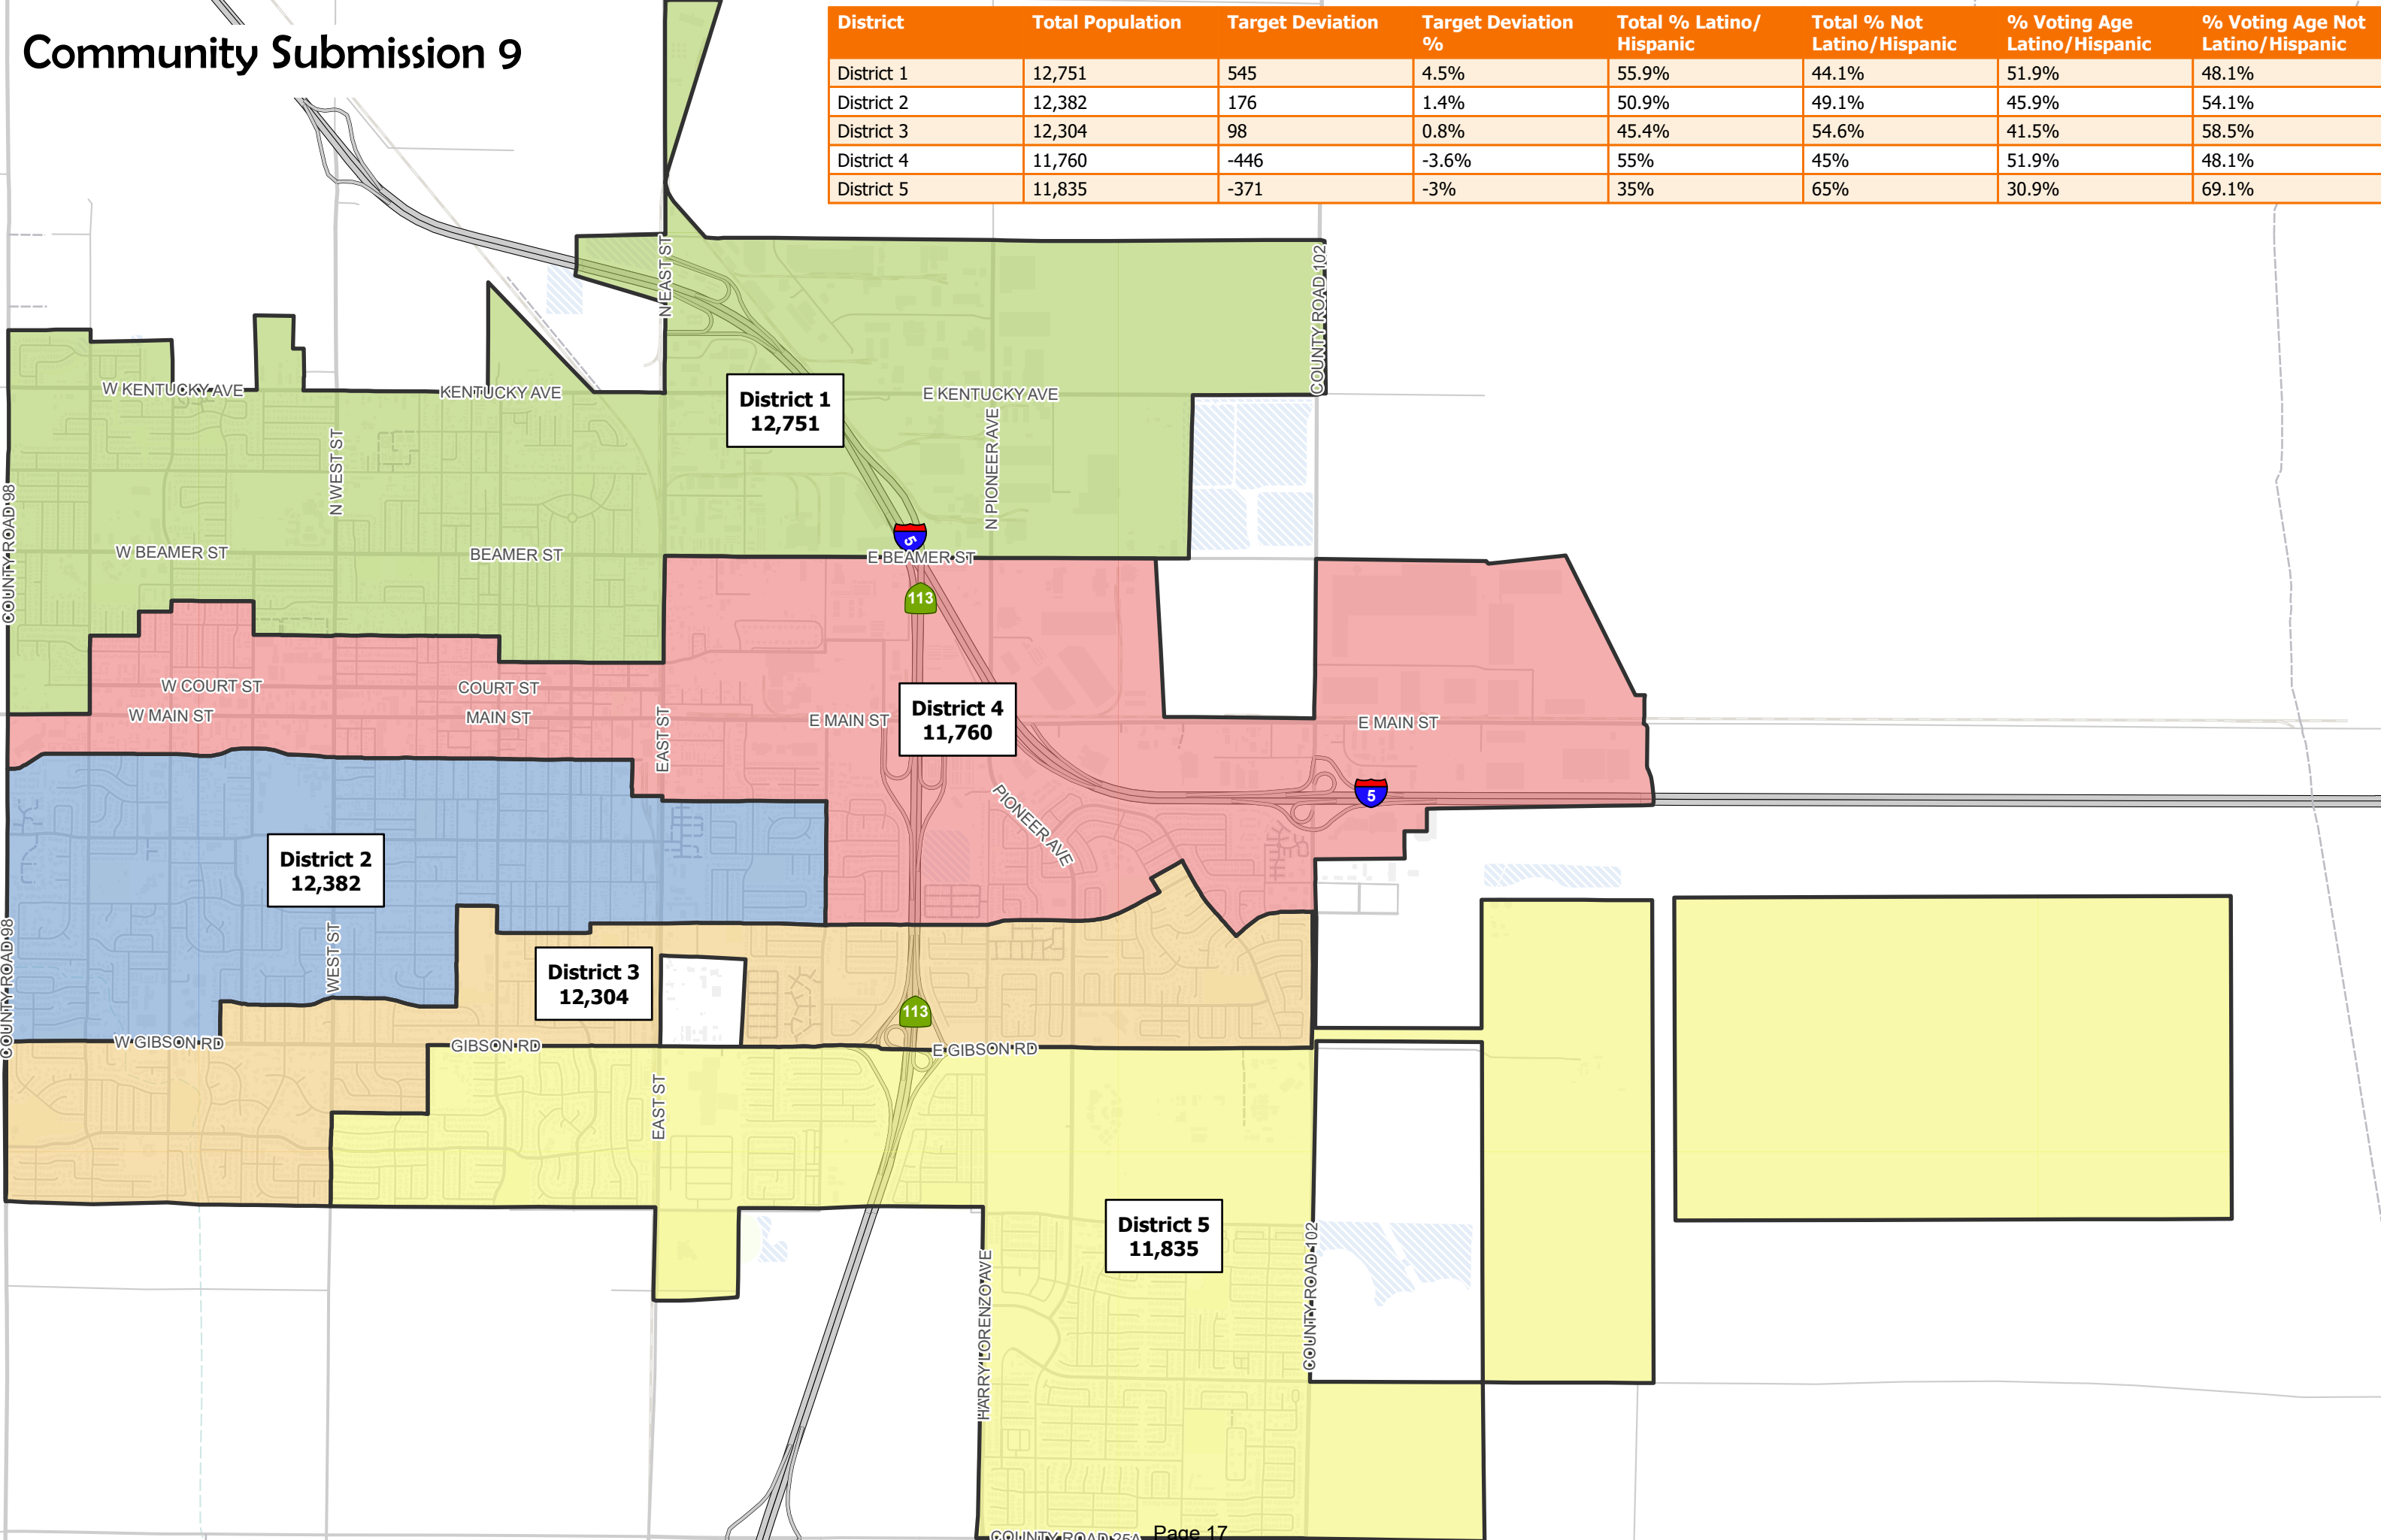 Community Submission 9
District | Total Population | Target Deviation | Target Deviation % | Total % Latino/ Hispanic | Total % Not Latino/Hispanic | % Voting Age Latino/Hispanic | % Voting Age Not Latino/Hispanic
District 1 | 12,751 | 545 | 4.5% | 55.9% | 44.1% | 51.9% | 48.1%
District 2 | 12,382 | 176 | 1.4% | 50.9% | 49.1% | 45.9% | 54.1%
District 3 | 12,304 | 98 | 0.8% | 45.4% | 54.6% | 41.5% | 58.5%
District 4 | 11,760 | -446 | -3.6% | 55% | 45% | 51.9% | 48.1%
District 5 | 11,835 | -371 | -3% | 35% | 65% | 30.9% | 69.1%
N EAST ST
COUNTY ROAD 102
W KENTUCKY AVE
KENTUCKY AVE
E KENTUCKY AVE
District 1
12,751
N WEST ST
N PIONEER AVE
COUNTY ROAD 98
5
W BEAMER ST
BEAMER ST
E BEAMER ST
113
W COURT ST
COURT ST
W MAIN ST
MAIN ST
E MAIN ST
District 4
11,760
E MAIN ST
EAST ST
5
PIONEER AVE
District 2
12,382
WEST ST
COUNTY ROAD 98
District 3
12,304
113
W GIBSON RD
GIBSON RD
E GIBSON RD
EAST ST
District 5
11,835
HARRY LORENZO AVE
COUNTY ROAD 102
COUNTY ROAD 25A
Page 17